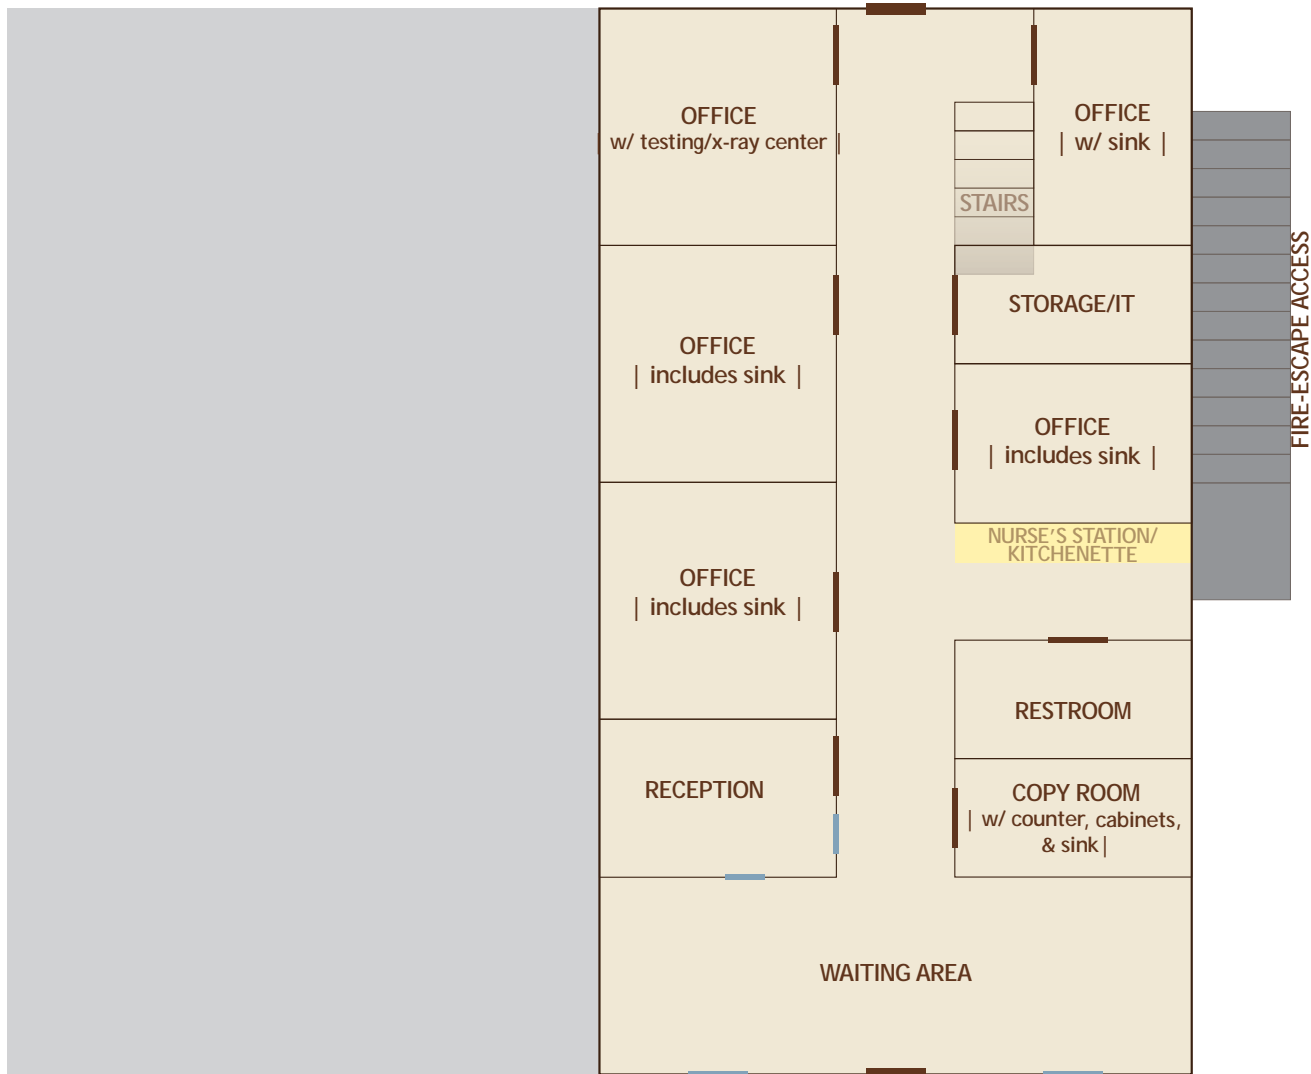 OFFICE
| w/ testing/x-ray center |
OFFICE
| w/ sink |
STAIRS
STORAGE/IT
OFFICE
| includes sink |
OFFICE
| includes sink |
NURSE'S STATION/
KITCHENETTE
OFFICE
| includes sink |
RESTROOM
RECEPTION
COPY ROOM
| w/ counter, cabinets,
& sink |
WAITING AREA
FIRE-ESCAPE ACCESS